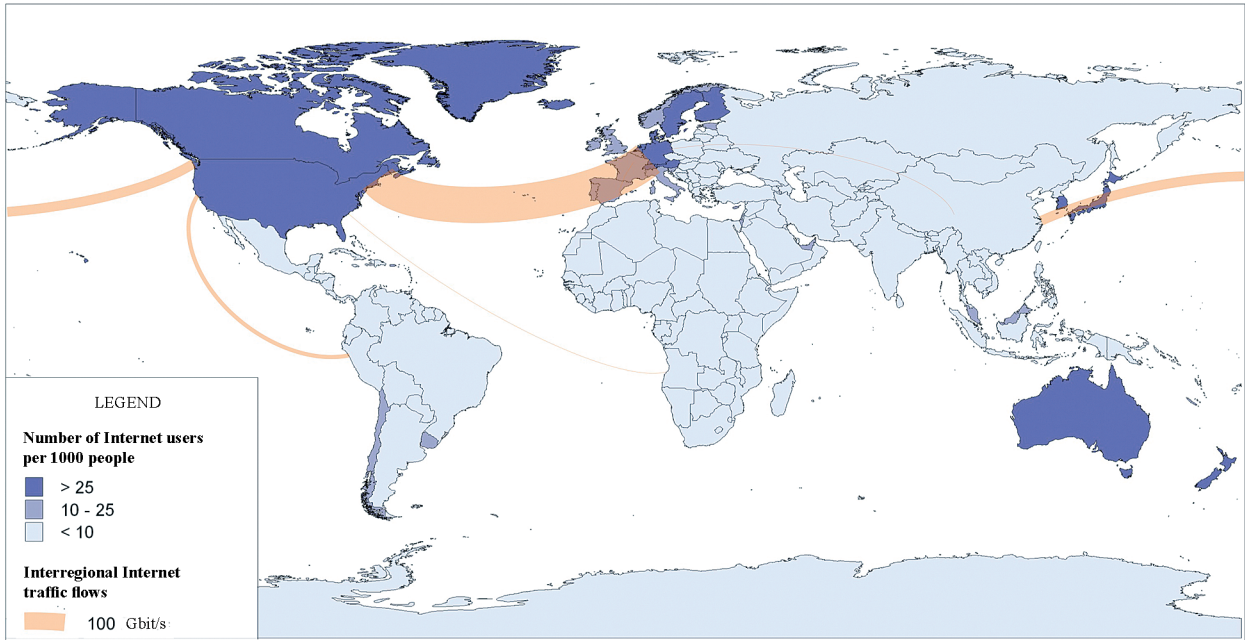 LEGEND
Number of Internet users
per 1000 people
> 25
10 - 25
< 10
Interregional Internet
traffic flows
100 Gbit/s